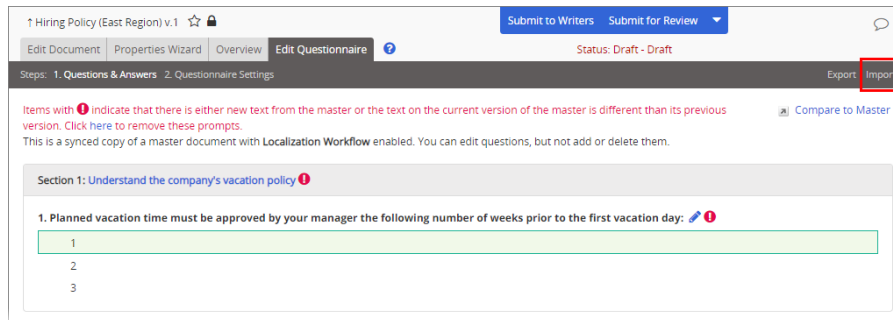 ↑ Hiring Policy (East Region) v.1
Submit to Writers Submit for Review
Edit Document Properties Wizard Overview Edit Questionnaire ?
Status: Draft - Draft
Steps: 1. Questions & Answers 2. Questionnaire Settings
Export Impor
Items with ! indicate that there is either new text from the master or the text on the current version of the master is different than its previous
version. Click here to remove these prompts.
Compare to Master
This is a synced copy of a master document with Localization Workflow enabled. You can edit questions, but not add or delete them.
Section 1: Understand the company's vacation policy !
1. Planned vacation time must be approved by your manager the following number of weeks prior to the first vacation day: !
1
2
3